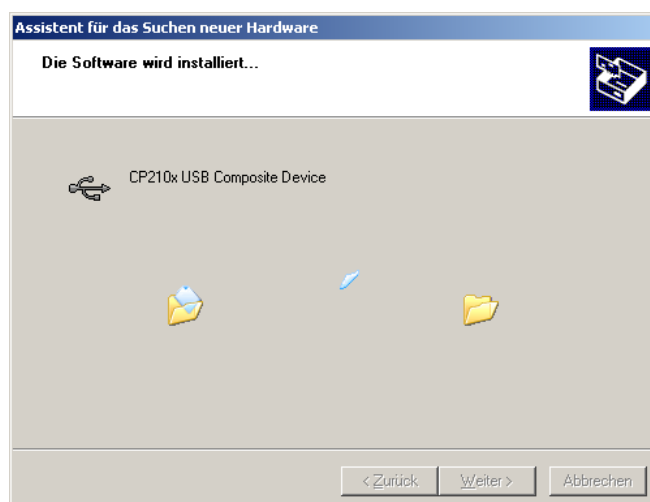 Assistent für das Suchen neuer Hardware
Die Software wird installiert...
CP210x USB Composite Device
< Zurück
Weiter >
Abbrechen